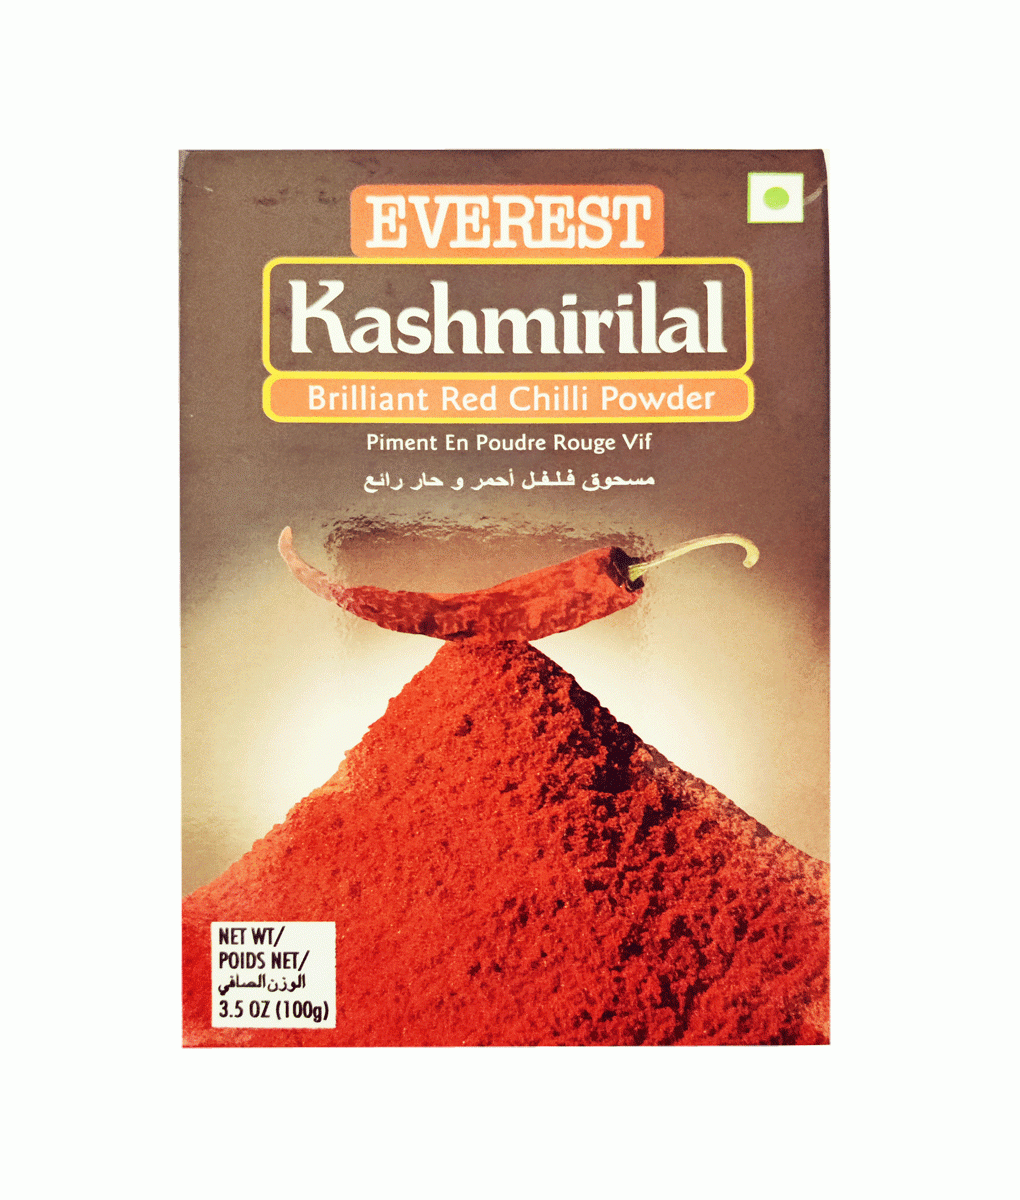 EVEREST
Kashmirilal
Brilliant Red Chilli Powder
Piment En Poudre Rouge Vif
مسحوق فلفل أحمر و حار رائع
NET WT/
POIDS NET/
الوزن الصافي
3.5 OZ (100g)